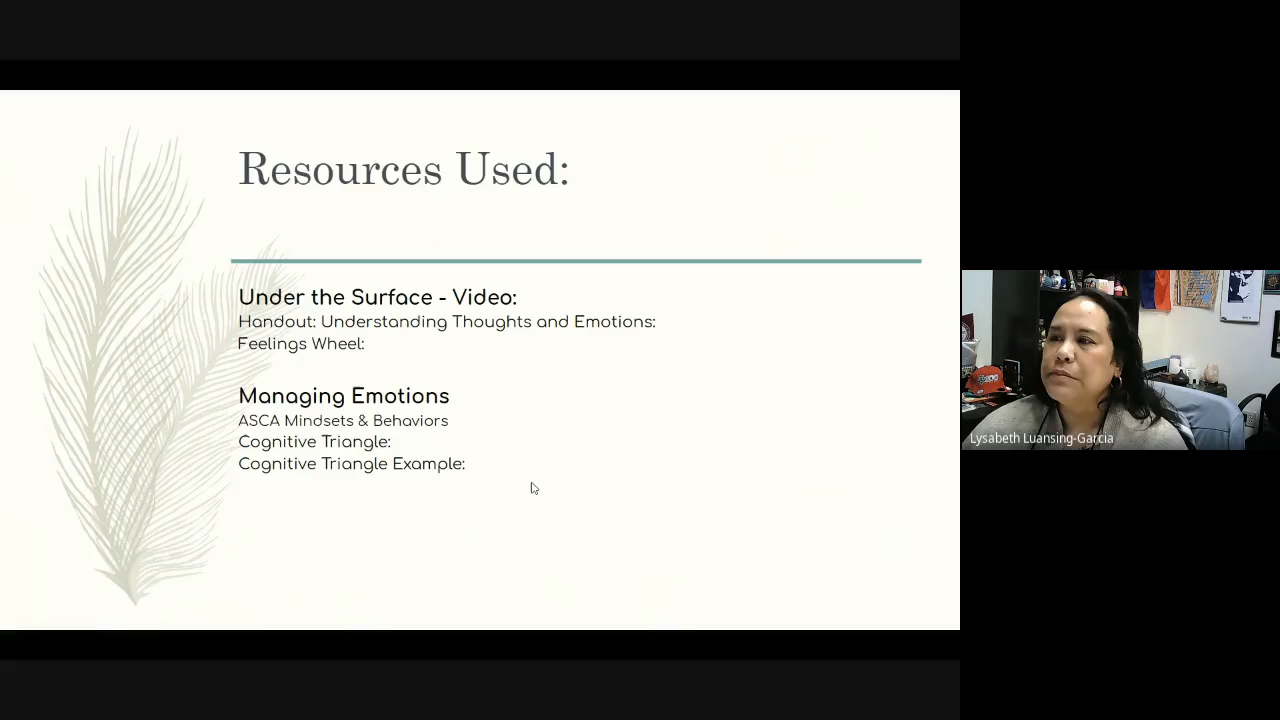 Resources Used:
Under the Surface - Video:
Handout: Understanding Thoughts and Emotions:
Feelings Wheel:
Managing Emotions
ASCA Mindsets & Behaviors
Cognitive Triangle:
Cognitive Triangle Example:
Lysabeth Luansing-Garcia